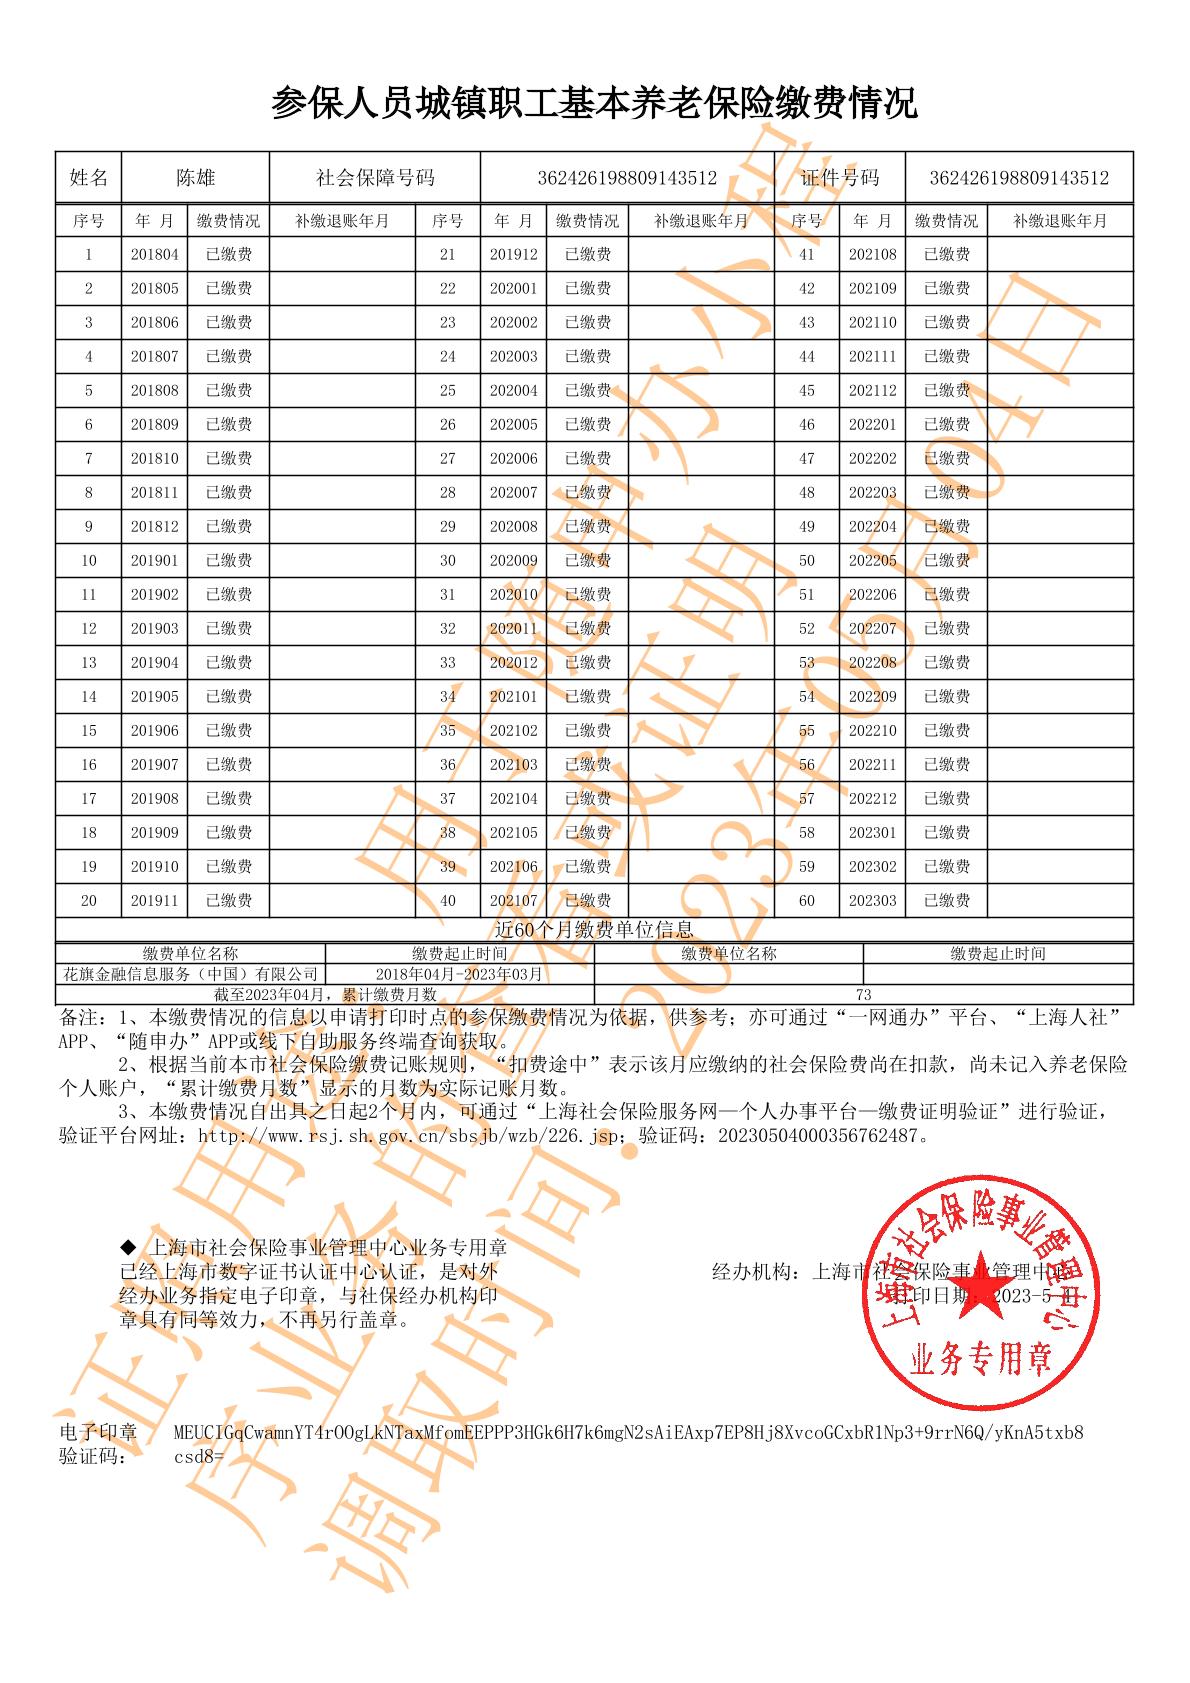 参保人员城镇职工基本养老保险缴费情况
姓名 陈雄 社会保障号码 362426198809143512 证件号码 362426198809143512
序号 年 月 缴费情况 补缴退账年月 序号 年 月 缴费情况 补缴退账年月 序号 年 月 缴费情况 补缴退账年月
1 201804 已缴费 21 201912 已缴费 41 202108 已缴费
2 201805 已缴费 22 202001 已缴费 42 202109 已缴费
3 201806 已缴费 23 202002 已缴费 43 202110 已缴费
4 201807 已缴费 24 202003 已缴费 44 202111 已缴费
5 201808 已缴费 25 202004 已缴费 45 202112 已缴费
6 201809 已缴费 26 202005 已缴费 46 202201 已缴费
7 201810 已缴费 27 202006 已缴费 47 202202 已缴费
8 201811 已缴费 28 202007 已缴费 48 202203 已缴费
9 201812 已缴费 29 202008 已缴费 49 202204 已缴费
10 201901 已缴费 30 202009 已缴费 50 202205 已缴费
11 201902 已缴费 31 202010 已缴费 51 202206 已缴费
12 201903 已缴费 32 202011 已缴费 52 202207 已缴费
13 201904 已缴费 33 202012 已缴费 53 202208 已缴费
14 201905 已缴费 34 202101 已缴费 54 202209 已缴费
15 201906 已缴费 35 202102 已缴费 55 202210 已缴费
16 201907 已缴费 36 202103 已缴费 56 202211 已缴费
17 201908 已缴费 37 202104 已缴费 57 202212 已缴费
18 201909 已缴费 38 202105 已缴费 58 202301 已缴费
19 201910 已缴费 39 202106 已缴费 59 202302 已缴费
20 201911 已缴费 40 202107 已缴费 60 202303 已缴费
近60个月缴费单位信息
缴费单位名称 缴费起止时间 缴费单位名称 缴费起止时间
花旗金融信息服务（中国）有限公司 2018年04月-2023年03月
截至2023年04月，累计缴费月数 73
备注：1、本缴费情况的信息以申请打印时点的参保缴费情况为依据，供参考；亦可通过“一网通办”平台、“上海人社”
APP、“随申办”APP或线下自助服务终端查询获取。
2、根据当前本市社会保险缴费记账规则，“扣费途中”表示该月应缴纳的社会保险费尚在扣款，尚未记入养老保险
个人账户，“累计缴费月数”显示的月数为实际记账月数。
3、本缴费情况自出具之日起2个月内，可通过“上海社会保险服务网—个人办事平台—缴费证明验证”进行验证，
验证平台网址：http://www.rsj.sh.gov.cn/sbsjb/wzb/226.jsp；验证码：20230504000356762487。
◆ 上海市社会保险事业管理中心业务专用章
已经上海市数字证书认证中心认证，是对外
经办业务指定电子印章，与社保经办机构印
章具有同等效力，不再另行盖章。
经办机构：上海市社会保险事业管理中心
打印日期：2023-5-4
上海市社会保险事业管理中心
业务专用章
电子印章 MEUCIGqCwamnYT4rOOgLkNTaxMfomEEPPP3HGk6H7k6mgN2sAiEAxp7EP8Hj8XvcoGCxbR1Np3+9rrN6Q/yKnA5txb8
验证码： csd8=
证照用途：用于随申办小程
序业务的查看或证明
调取时间：2023年05月04日